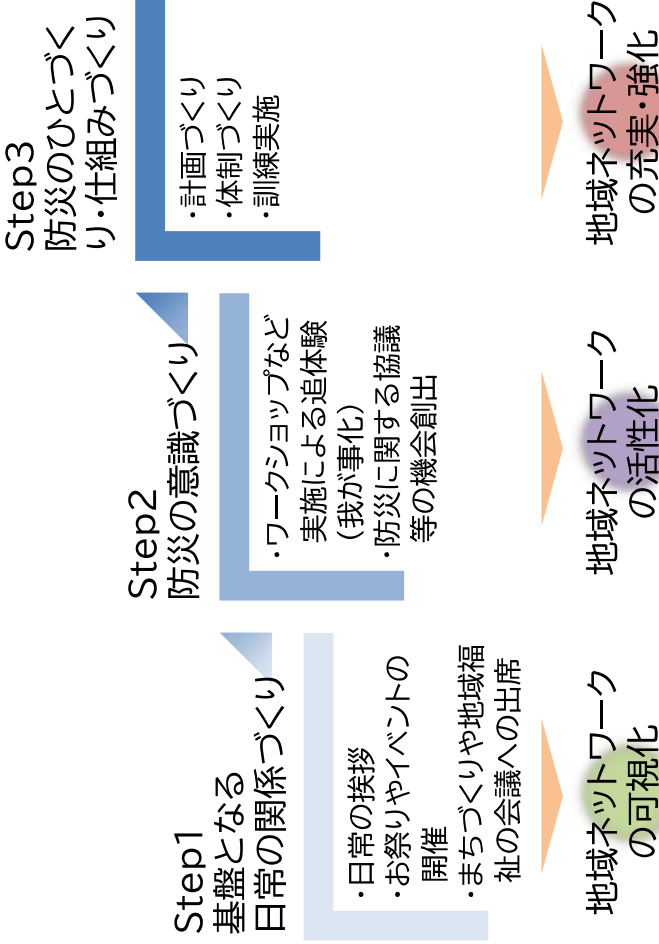 Step1
基盤となる
日常の関係づくり
・日常の挨拶
・お祭りやイベントの
開催
・まちづくりや地域福
祉の会議への出席
地域ネットワーク
の可視化
Step2
防災の意識づくり
・ワークショップなど
実施による追体験
（我が事化）
・防災に関する協議
等の機会創出
地域ネットワーク
の活性化
Step3
防災のひとづく
り・仕組みづくり
・計画づくり
・体制づくり
・訓練実施
地域ネットワーク
の充実・強化